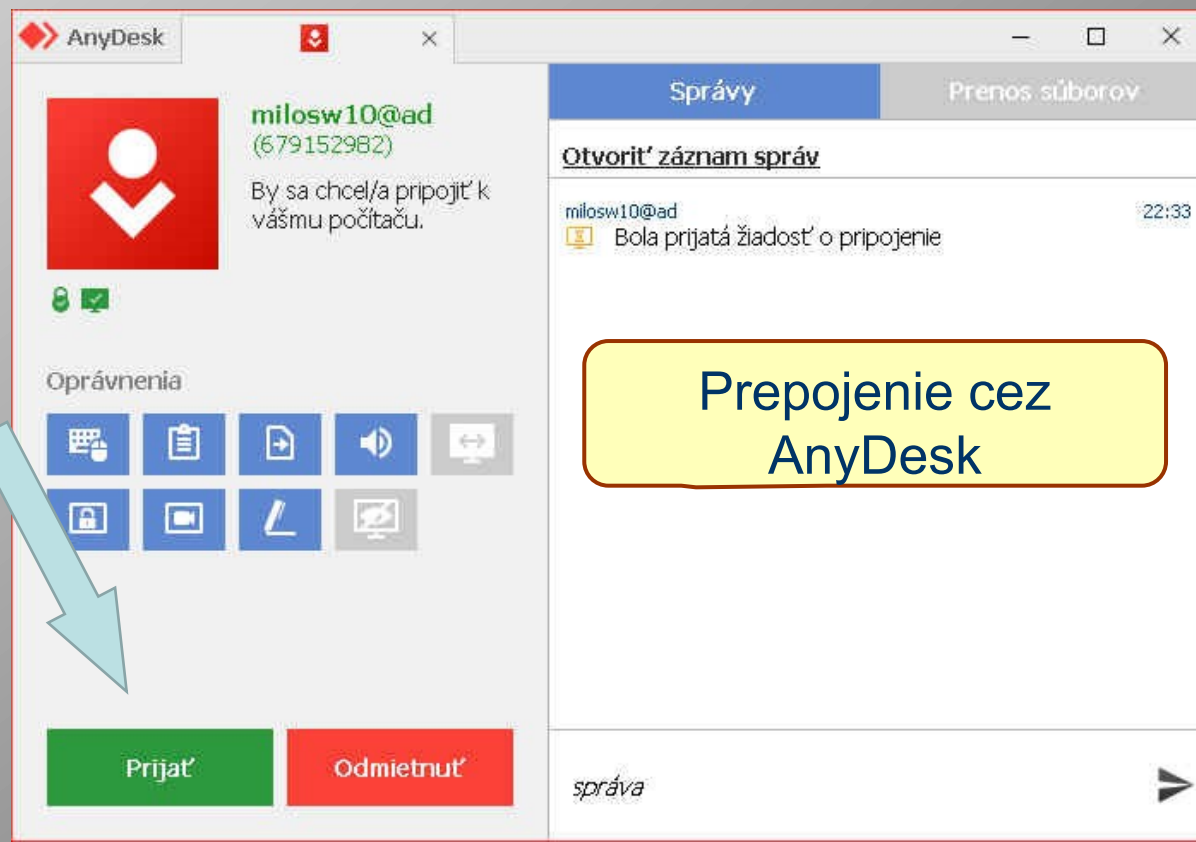 AnyDesk
milosw10@ad
(679152982)
By sa chcel/a pripojiť k
vášmu počítaču.
Oprávnenia
Prijať
Odmietnuť
Správy
Prenos súborov
Otvoriť záznam správ
milosw10@ad
22:33
Bola prijatá žiadosť o pripojenie
Prepojenie cez
AnyDesk
správa